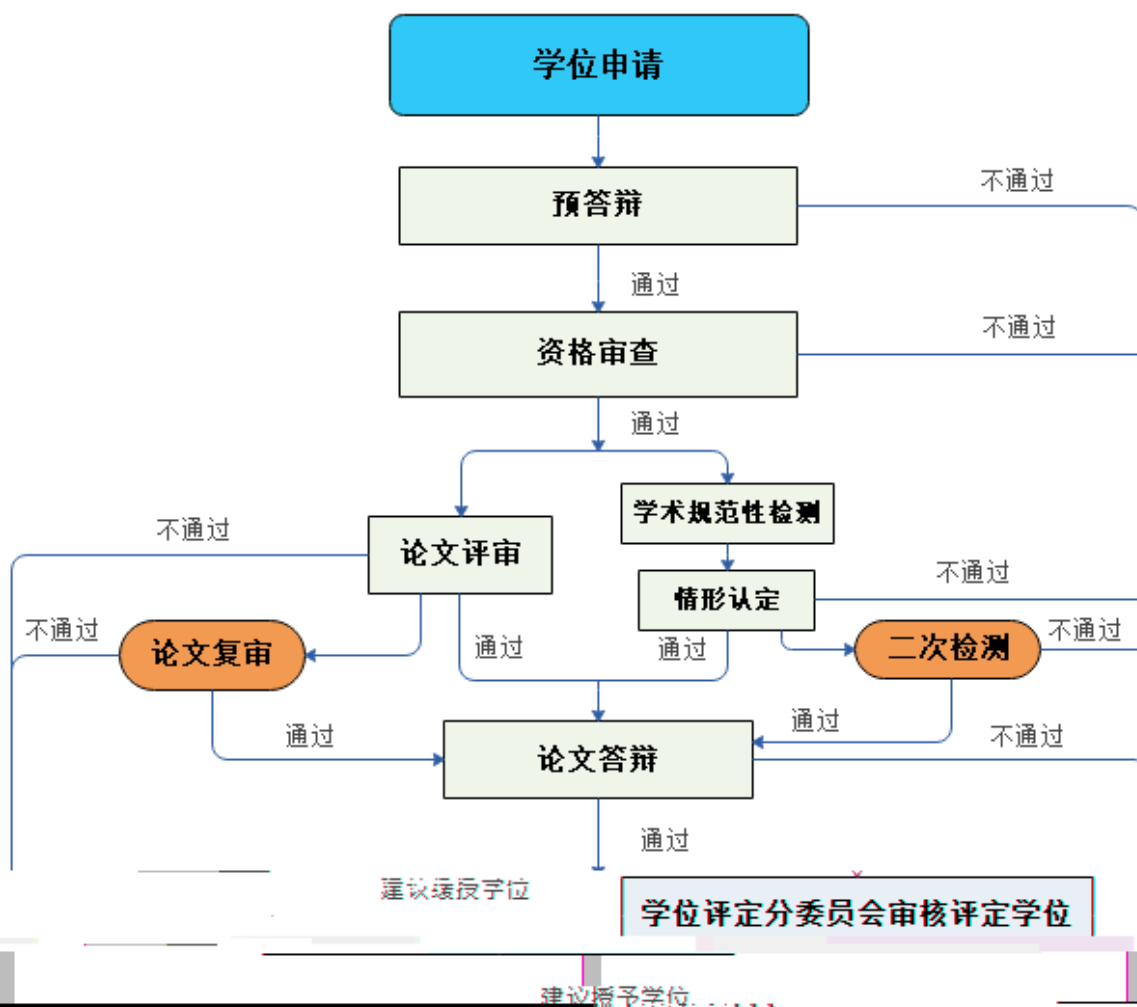 学位申请
预答辩
不通过
通过
资格审查
不通过
通过
学术规范性检测
不通过
论文评审
不通过
情形认定
不通过
论文复审
通过
通过
二次检测
不通过
通过
通过
论文答辩
不通过
通过
建议缓授学位
学位评定分委员会审核评定学位
建议授予学位